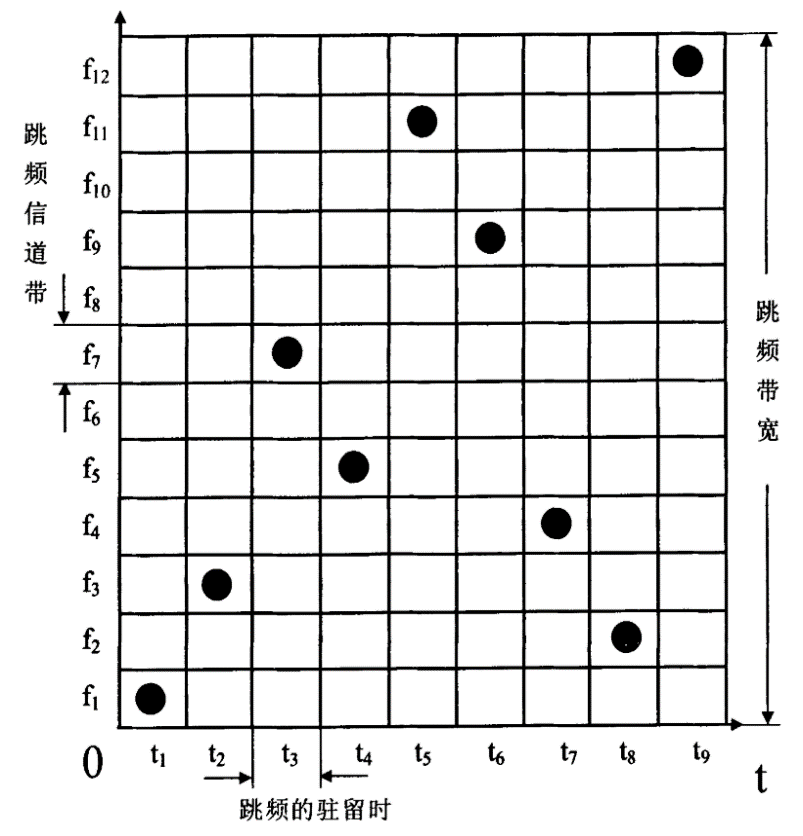 f₁₂
f₁₁
f₁₀
f₉
f₈
f₇
f₆
f₅
f₄
f₃
f₂
f₁
跳频信道带
跳频带宽
0 t₁ t₂ t₃ t₄ t₅ t₆ t₇ t₈ t₉ t
跳频的驻留时